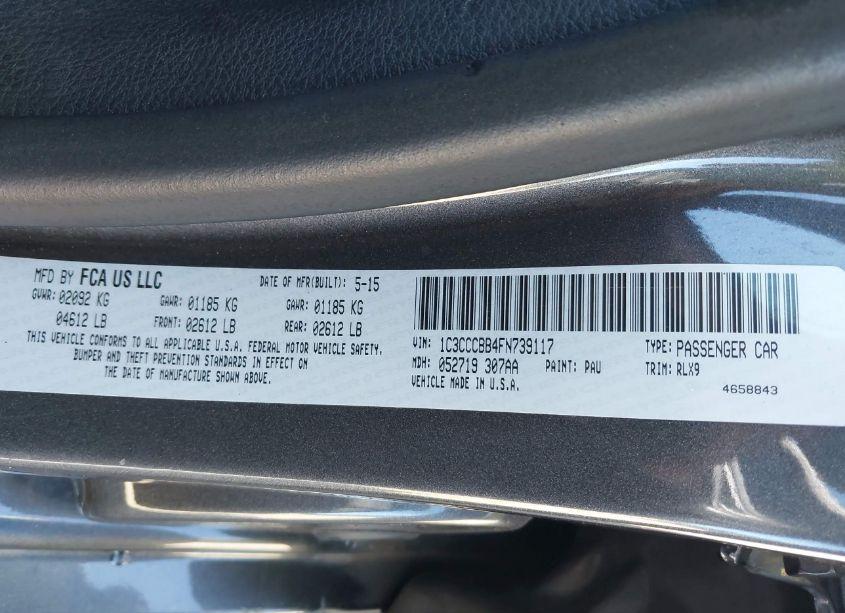 MFD BY FCA US LLC
DATE OF MFR(BUILT): 5-15
GVWR: 02092 KG GAWR: 01185 KG GAWR: 01185 KG
04612 LB FRONT: 02612 LB REAR: 02612 LB
THIS VEHICLE CONFORMS TO ALL APPLICABLE U.S.A. FEDERAL MOTOR VEHICLE SAFETY,
BUMPER AND THEFT PREVENTION STANDARDS IN EFFECT ON
THE DATE OF MANUFACTURE SHOWN ABOVE.
VIN: 1C3CCCBB4FN739117 TYPE: PASSENGER CAR
MDH: 052719 307AA PAINT: PAU TRIM: RLX9
VEHICLE MADE IN U.S.A.
4658843